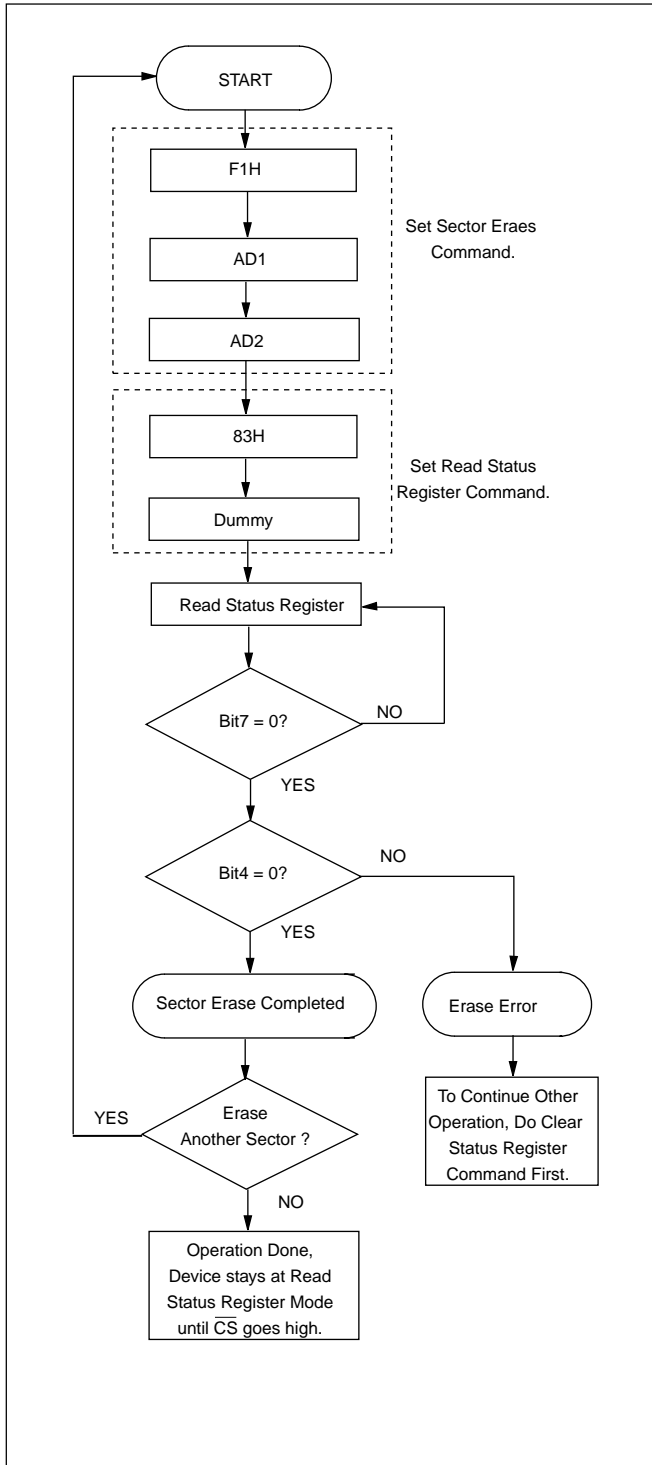 START
F1H
Set Sector Eraes
Command.
AD1
AD2
83H
Set Read Status
Register Command.
Dummy
Read Status Register
Bit7 = 0?
NO
YES
Bit4 = 0?
NO
YES
Sector Erase Completed
Erase Error
To Continue Other
Operation, Do Clear
Status Register
Command First.
YES
Erase
Another Sector ?
NO
Operation Done,
Device stays at Read
Status Register Mode
until C̅S̅ goes high.